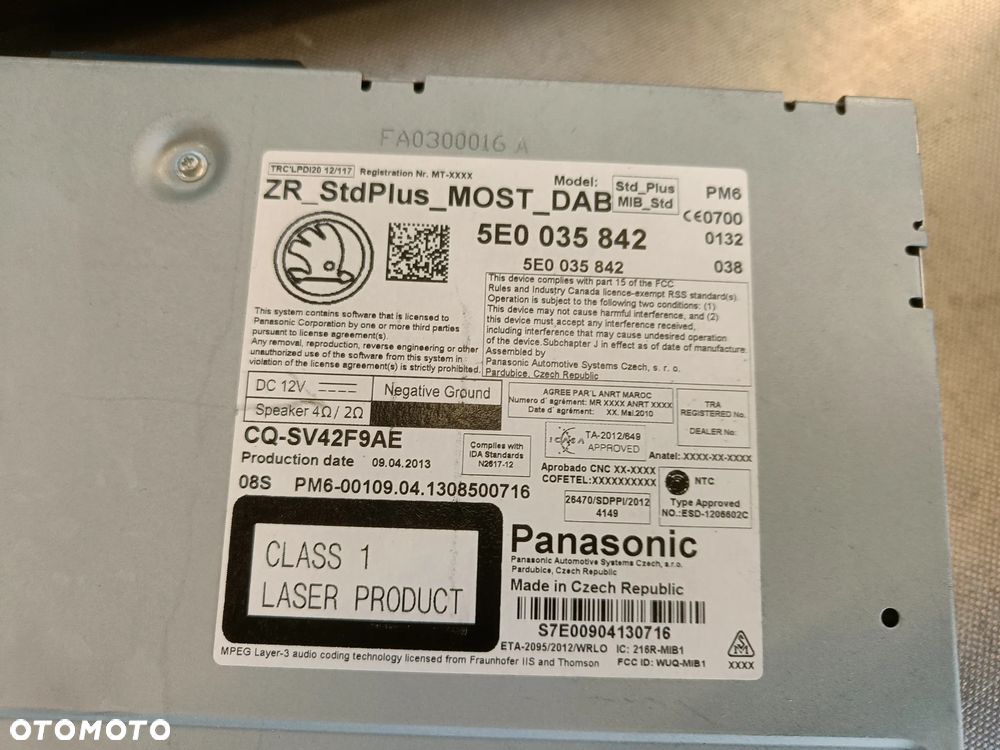 FA0300016 A
TRC'LPDI20 12/117 Registration Nr. MT-XXXX
ZR_StdPlus_MOST_DAB
Model: Std_Plus
MIB_Std
PM6
CE0700
0132
038
5E0 035 842
5E0 035 842
This device complies with part 15 of the FCC
Rules and Industry Canada licence-exempt RSS standard(s).
Operation is subject to the following two conditions: (1)
This device may not cause harmful interference, and (2)
this device must accept any interference received,
including interference that may cause undesired operation
of the device.Subchapter J in effect as of date of manufacture.
Assembled by
Panasonic Automotive Systems Czech, s. r. o.
Pardubice, Czech Republic
This system contains software that is licensed to
Panasonic Corporation by one or more third parties
pursuant to license agreement(s).
Any removal, reproduction, reverse engineering or other
unauthorized use of the software from this system in
violation of the license agreement(s) is strictly prohibited.
DC 12V
Negative Ground
Speaker 4Ω / 2Ω
AGREE PAR'L ANRT MAROC
Numero d' agrément: MR XXXX ANRT XXXX
Date d' agrément: XX. Mai.2010
TRA
REGISTERED No.
DEALER No:
CQ-SV42F9AE
Production date 09.04.2013
Complies with
IDA Standards
N2617-12
ICASA
TA-2012/649
APPROVED
Anatel: XXXX-XX-XXXX
Aprobado CNC XX-XXXX
COFETEL:XXXXXXXXXX
NTC
Type Approved
NO.:ESD-1206602C
08S PM6-00109.04.1308500716
26470/SDPPI/2012
4149
CLASS 1
LASER PRODUCT
Panasonic
Panasonic Automotive Systems Czech, s.r.o.
Pardubice, Czech Republic
Made in Czech Republic
S7E00904130716
ETA-2095/2012/WRLO IC: 216R-MIB1
FCC ID: WUQ-MIB1
XXXX
MPEG Layer-3 audio coding technology licensed from Fraunhofer IIS and Thomson
OTOMOTO